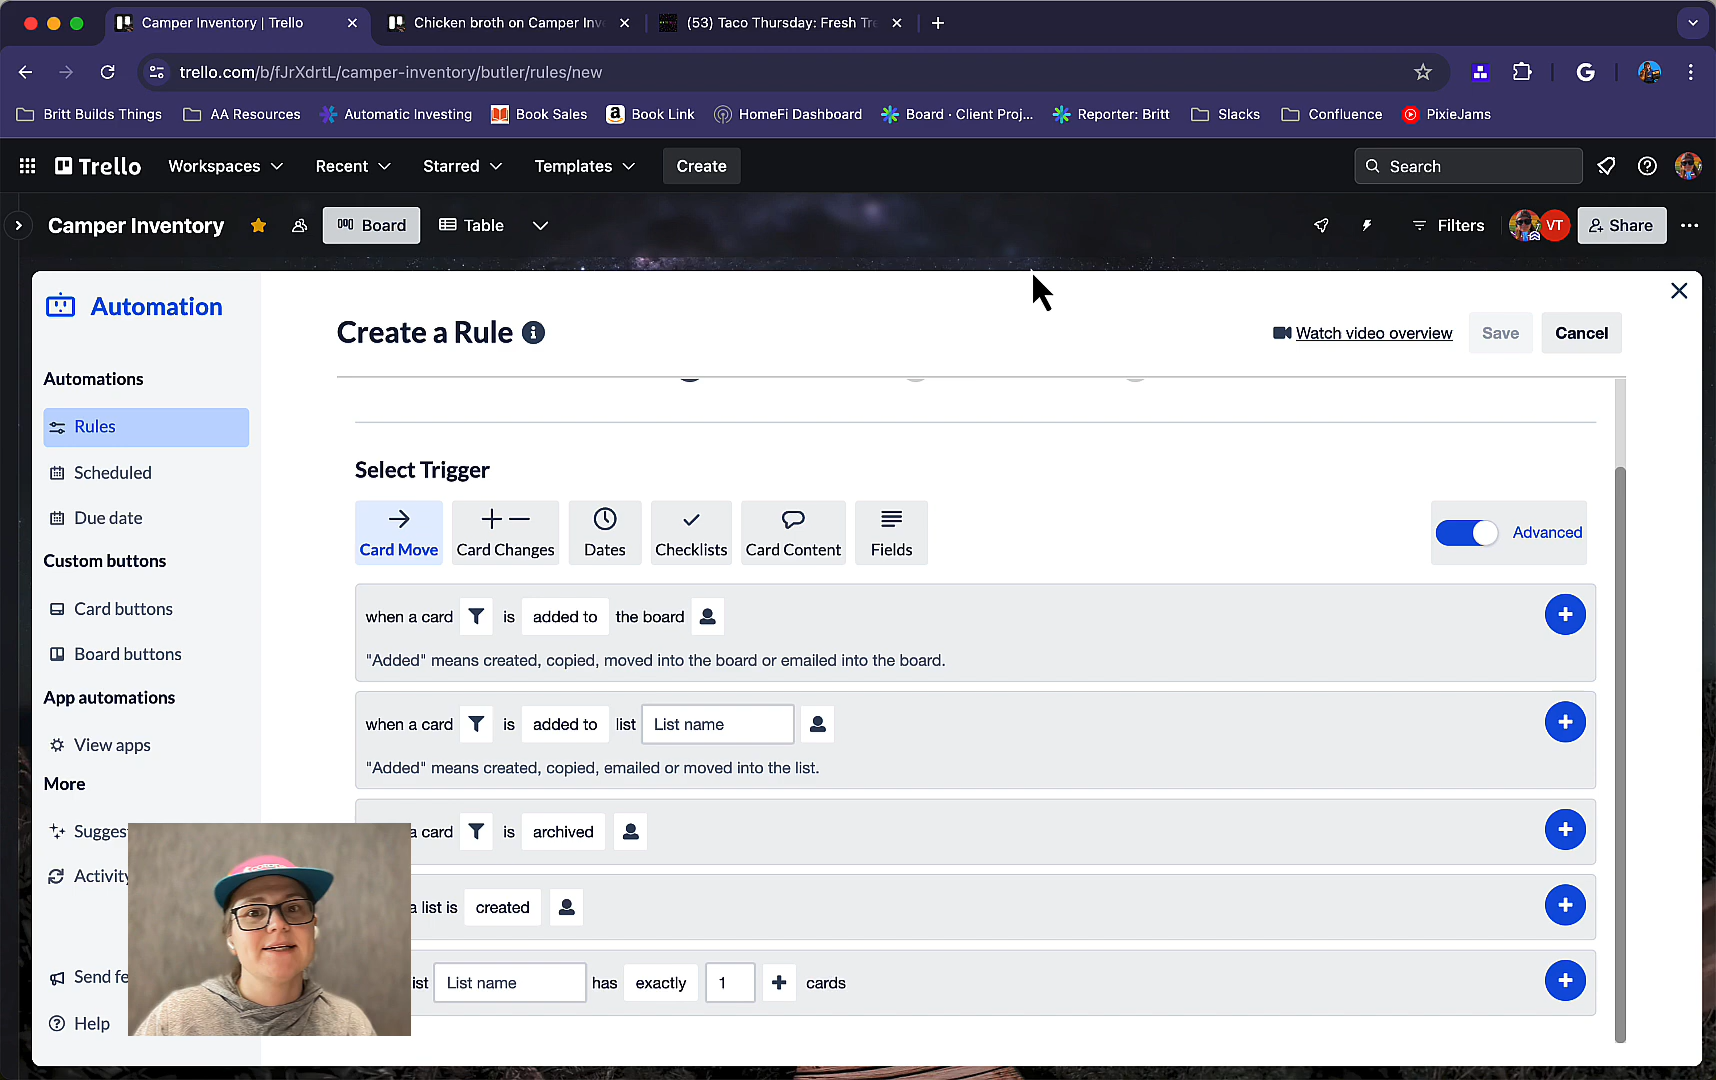 Camper Inventory | Trello
Chicken broth on Camper Inv
(53) Taco Thursday: Fresh Tre
trello.com/b/fJrXdrtL/camper-inventory/butler/rules/new
Britt Builds Things
AA Resources
Automatic Investing
Book Sales
Book Link
HomeFi Dashboard
Board · Client Proj...
Reporter: Britt
Slacks
Confluence
PixieJams
Trello
Workspaces
Recent
Starred
Templates
Create
Search
Camper Inventory
Board
Table
Filters
VT
Share
Automation
Automations
Rules
Scheduled
Due date
Custom buttons
Card buttons
Board buttons
App automations
View apps
More
Sugges
Activity
Send fe
Help
Create a Rule
Watch video overview
Save
Cancel
Select Trigger
Card Move
Card Changes
Dates
Checklists
Card Content
Fields
Advanced
when a card is added to the board
"Added" means created, copied, moved into the board or emailed into the board.
when a card is added to list List name
"Added" means created, copied, emailed or moved into the list.
a card is archived
a list is created
ist List name has exactly 1 cards